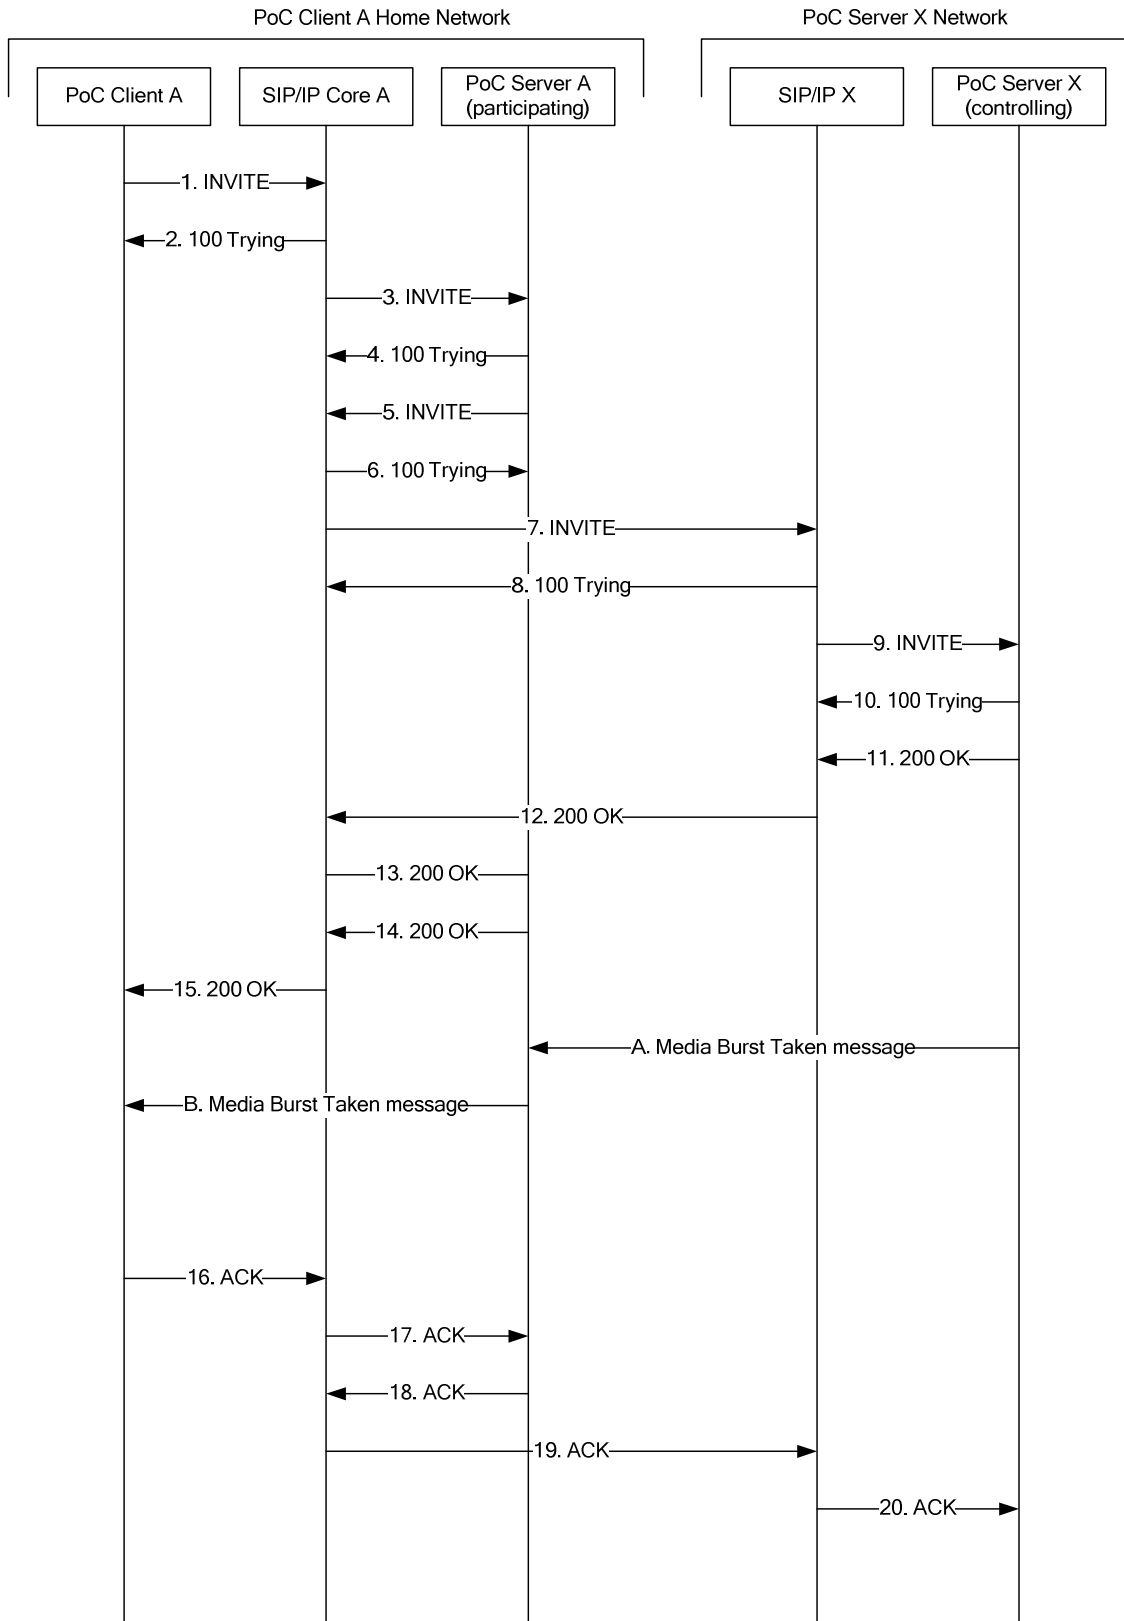 PoC Client A Home Network
PoC Server X Network
PoC Client A
SIP/IP Core A
PoC Server A
(participating)
SIP/IP X
PoC Server X
(controlling)
1. INVITE
2. 100 Trying
3. INVITE
4. 100 Trying
5. INVITE
6. 100 Trying
7. INVITE
8. 100 Trying
9. INVITE
10. 100 Trying
11. 200 OK
12. 200 OK
13. 200 OK
14. 200 OK
15. 200 OK
A. Media Burst Taken message
B. Media Burst Taken message
16. ACK
17. ACK
18. ACK
19. ACK
20. ACK